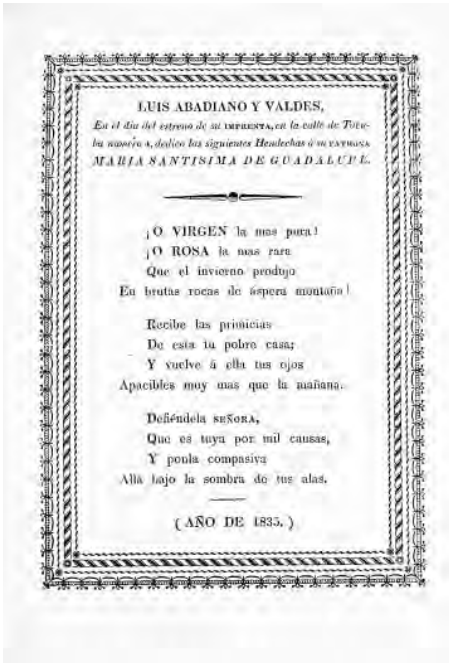 LUIS ABADIANO Y VALDES,
En el dia del estreno de su IMPRENTA, en la calle de Tacu-
ba número 4, dedica las siguientes Hendechas á su PATRONA
MARIA SANTISIMA DE GUADALUPE.
¡O VIRGEN la mas pura!
¡O ROSA la mas rara
Que el invierno produjo
En brutas rocas de áspera montaña!
Recibe las primicias
De esta tu pobre casa;
Y vuelve á ella tus ojos
Apacibles muy mas que la mañana.
Defiéndela SEÑORA,
Que es tuya por mil causas,
Y ponla compasiva
Allá bajo la sombra de tus alas.
( AÑO DE 1835. )